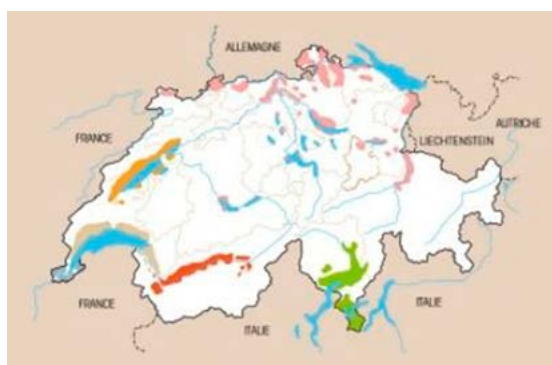 ALLEMAGNE
AUTRICHE
FRANCE
LIECHTENSTEIN
FRANCE
ITALIE
ITALIE